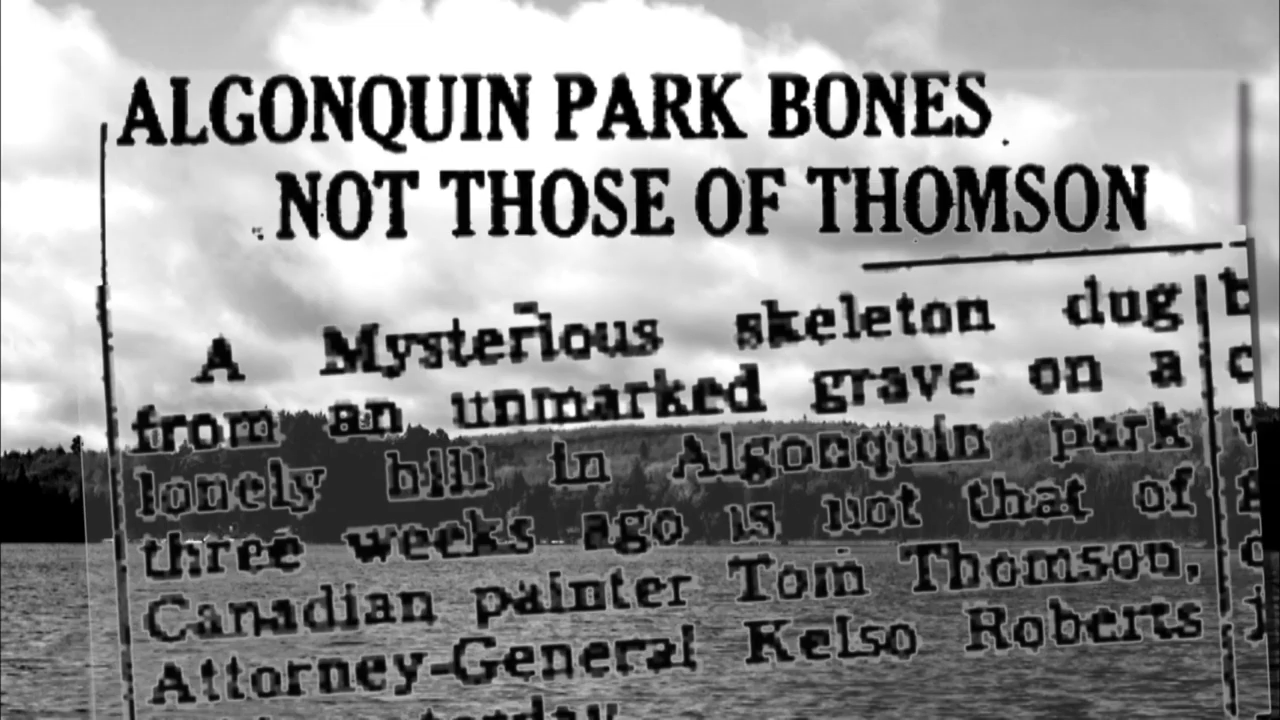 ALGONQUIN PARK BONES
NOT THOSE OF THOMSON
A Mysterious skeleton dug
from an unmarked grave on a
lonely hill in Algonquin park
three weeks ago is not that of
Canadian painter Tom Thomson,
Attorney-General Kelso Roberts